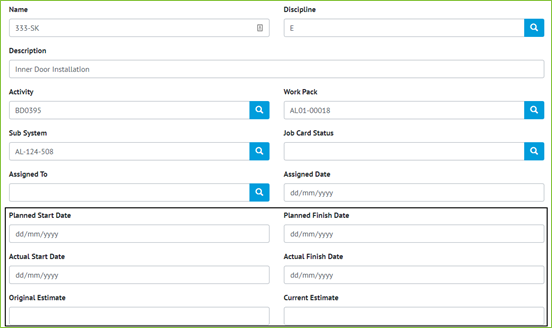 Name Discipline
333-SK E
Description
Inner Door Installation
Activity Work Pack
BD0395 AL01-00018
Sub System Job Card Status
AL-124-508
Assigned To Assigned Date
dd/mm/yyyy
Planned Start Date Planned Finish Date
dd/mm/yyyy dd/mm/yyyy
Actual Start Date Actual Finish Date
dd/mm/yyyy dd/mm/yyyy
Original Estimate Current Estimate